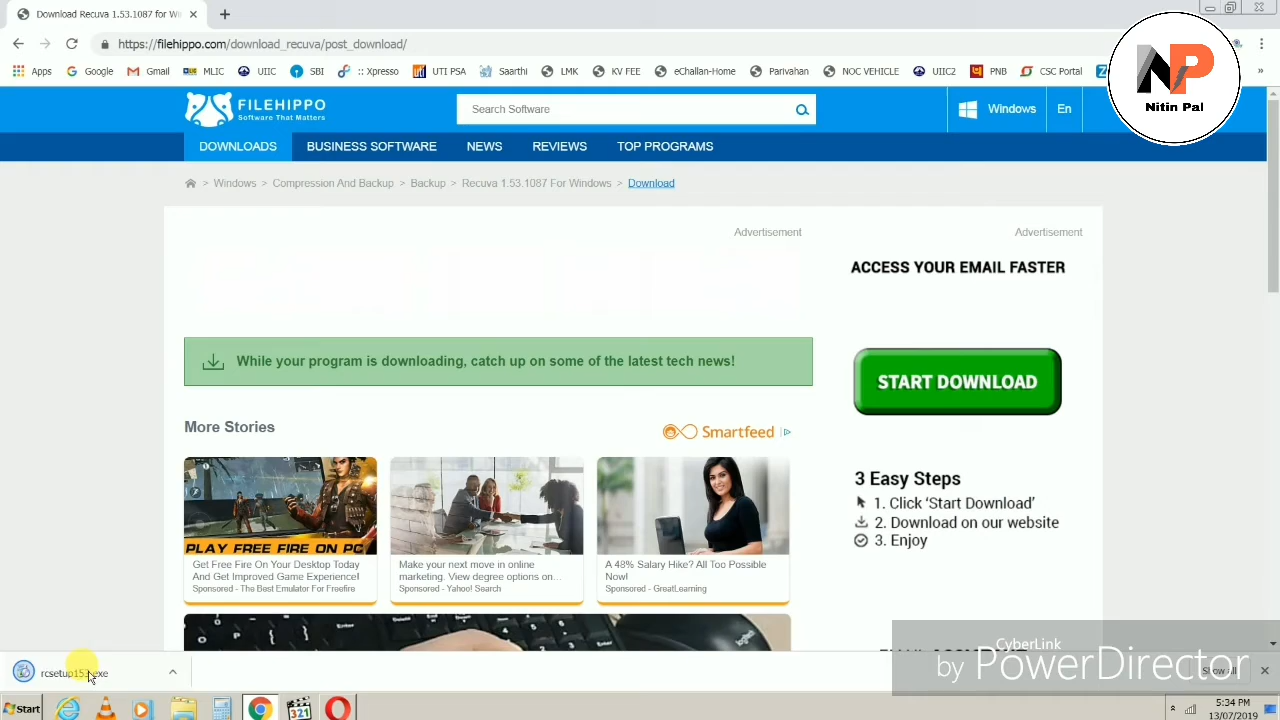 Download Recuva 1.53.1087 for W
https://filehippo.com/download_recuva/post_download/
Apps Google Gmail MLIC UIIC SBI :: Xpresso UTI PSA Saarthi LMK KV FEE eChallan-Home Parivahan NOC VEHICLE UIIC2 PNB CSC Portal
NP
Nitin Pal
FILEHIPPO
Software That Matters
Search Software
Windows
En
DOWNLOADS BUSINESS SOFTWARE NEWS REVIEWS TOP PROGRAMS
> Windows > Compression And Backup > Backup > Recuva 1.53.1087 For Windows > Download
Advertisement
Advertisement
ACCESS YOUR EMAIL FASTER
While your program is downloading, catch up on some of the latest tech news!
START DOWNLOAD
More Stories
Smartfeed
PLAY FREE FIRE ON PC
Get Free Fire On Your Desktop Today
And Get Improved Game Experience!
Sponsored - The Best Emulator For Freefire
Make your next move in online
marketing. View degree options on...
Sponsored - Yahoo! Search
A 48% Salary Hike? All Too Possible
Now!
Sponsored - GreatLearning
3 Easy Steps
1. Click 'Start Download'
2. Download on our website
3. Enjoy
rcsetup153.exe
Show all
CyberLink
by PowerDirector
Start
321
5:34 PM
13/07/2019